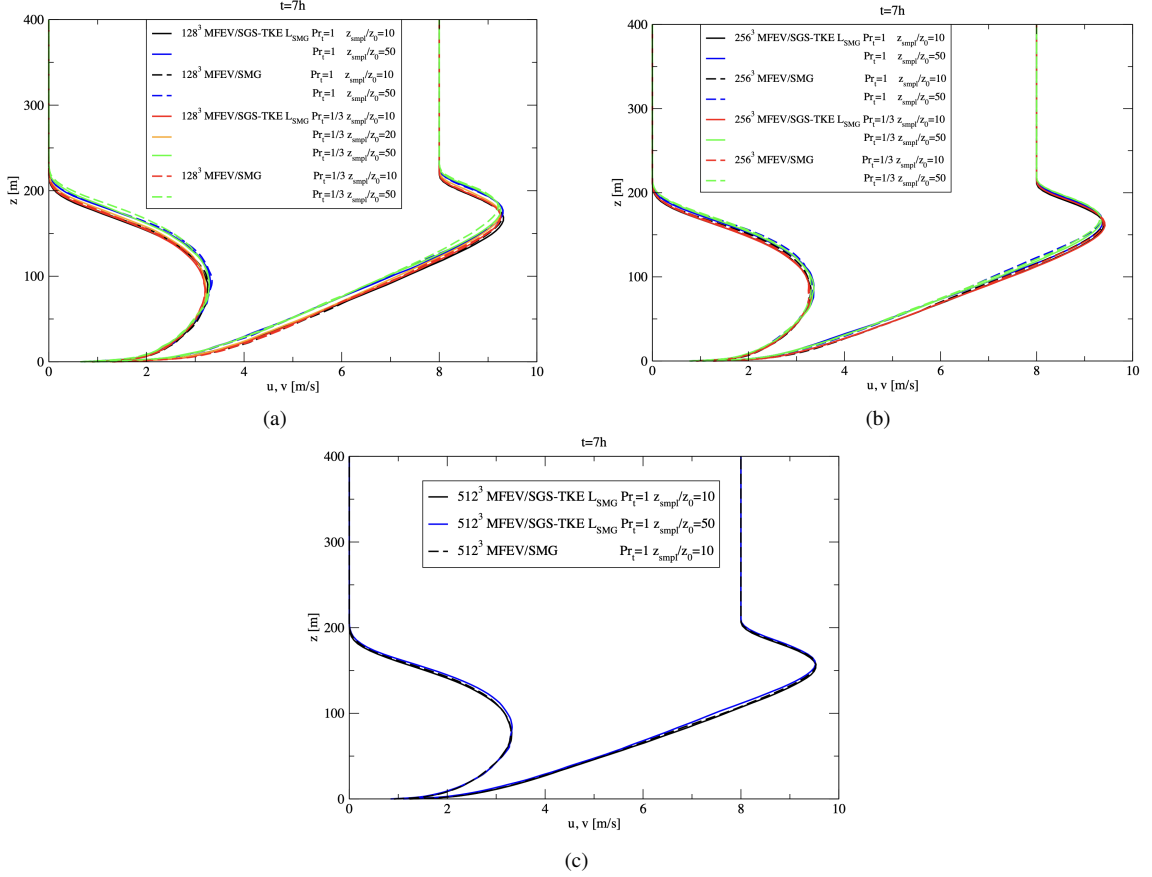 t=7h
400
300
200
100
0
z [m]
128³ MFEV/SGS-TKE L_SMG Pr_t=1 z_smpl/z_0=10
Pr_t=1 z_smpl/z_0=50
128³ MFEV/SMG Pr_t=1 z_smpl/z_0=10
Pr_t=1 z_smpl/z_0=50
128³ MFEV/SGS-TKE L_SMG Pr_t=1/3 z_smpl/z_0=10
Pr_t=1/3 z_smpl/z_0=20
Pr_t=1/3 z_smpl/z_0=50
128³ MFEV/SMG Pr_t=1/3 z_smpl/z_0=10
Pr_t=1/3 z_smpl/z_0=50
0 2 4 6 8 10
u, v [m/s]
(a)
t=7h
400
300
200
100
0
z [m]
256³ MFEV/SGS-TKE L_SMG Pr_t=1 z_smpl/z_0=10
Pr_t=1 z_smpl/z_0=50
256³ MFEV/SMG Pr_t=1 z_smpl/z_0=10
Pr_t=1 z_smpl/z_0=50
256³ MFEV/SGS-TKE L_SMG Pr_t=1/3 z_smpl/z_0=10
Pr_t=1/3 z_smpl/z_0=50
256³ MFEV/SMG Pr_t=1/3 z_smpl/z_0=10
Pr_t=1/3 z_smpl/z_0=50
0 2 4 6 8 10
u, v [m/s]
(b)
t=7h
400
300
200
100
0
z [m]
512³ MFEV/SGS-TKE L_SMG Pr_t=1 z_smpl/z_0=10
512³ MFEV/SGS-TKE L_SMG Pr_t=1 z_smpl/z_0=50
512³ MFEV/SMG Pr_t=1 z_smpl/z_0=10
0 2 4 6 8 10
u, v [m/s]
(c)